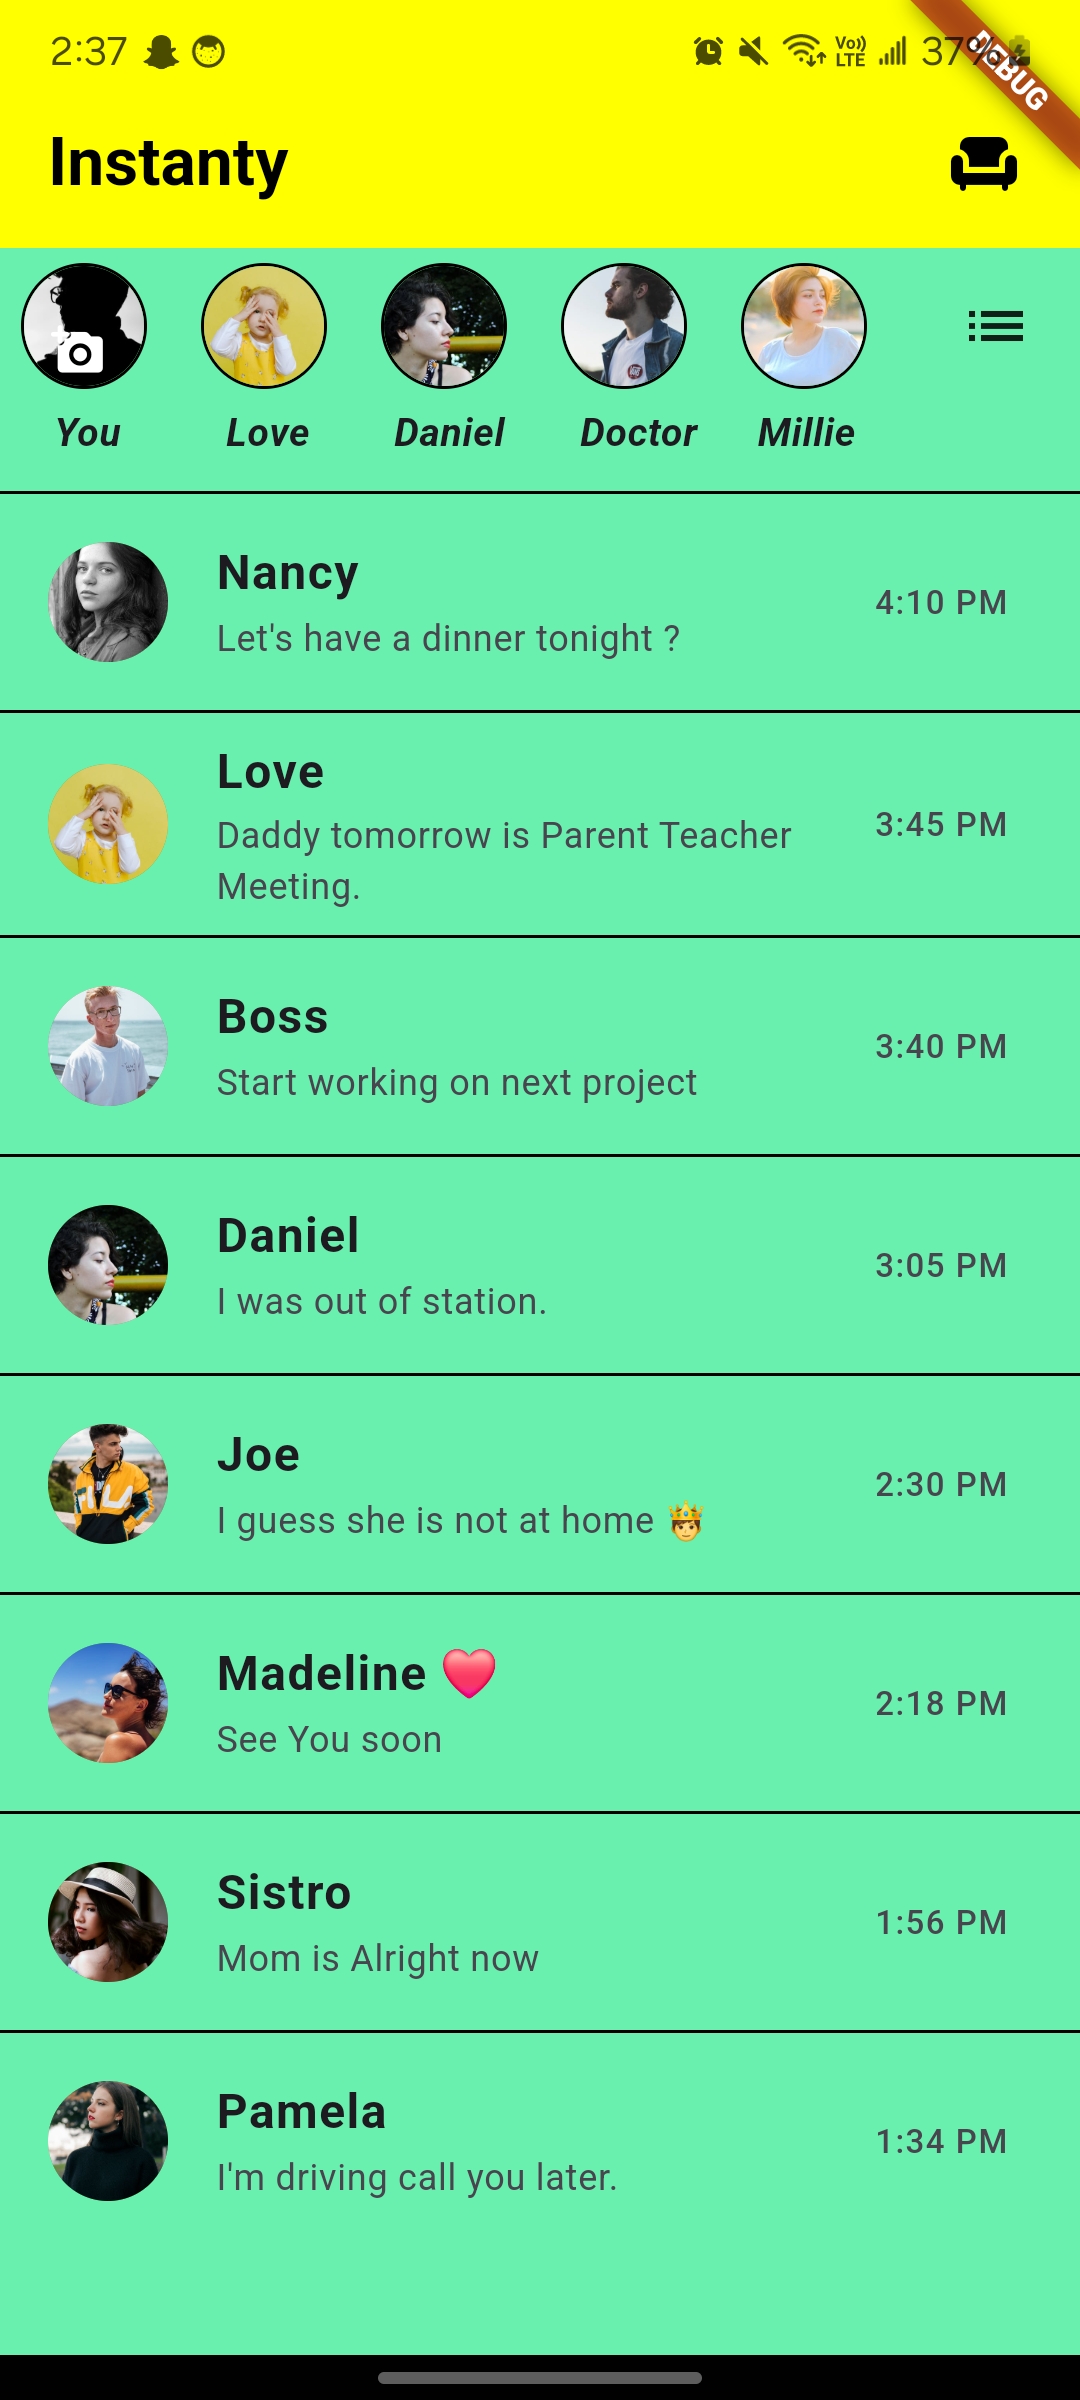 2:37
Vo)) LTE
37%
DEBUG
Instanty
You Love Daniel Doctor Millie
Nancy
Let's have a dinner tonight ?
4:10 PM
Love
Daddy tomorrow is Parent Teacher
Meeting.
3:45 PM
Boss
Start working on next project
3:40 PM
Daniel
I was out of station.
3:05 PM
Joe
I guess she is not at home 🤴
2:30 PM
FILA
Madeline ❤️
See You soon
2:18 PM
Sistro
Mom is Alright now
1:56 PM
Pamela
I'm driving call you later.
1:34 PM